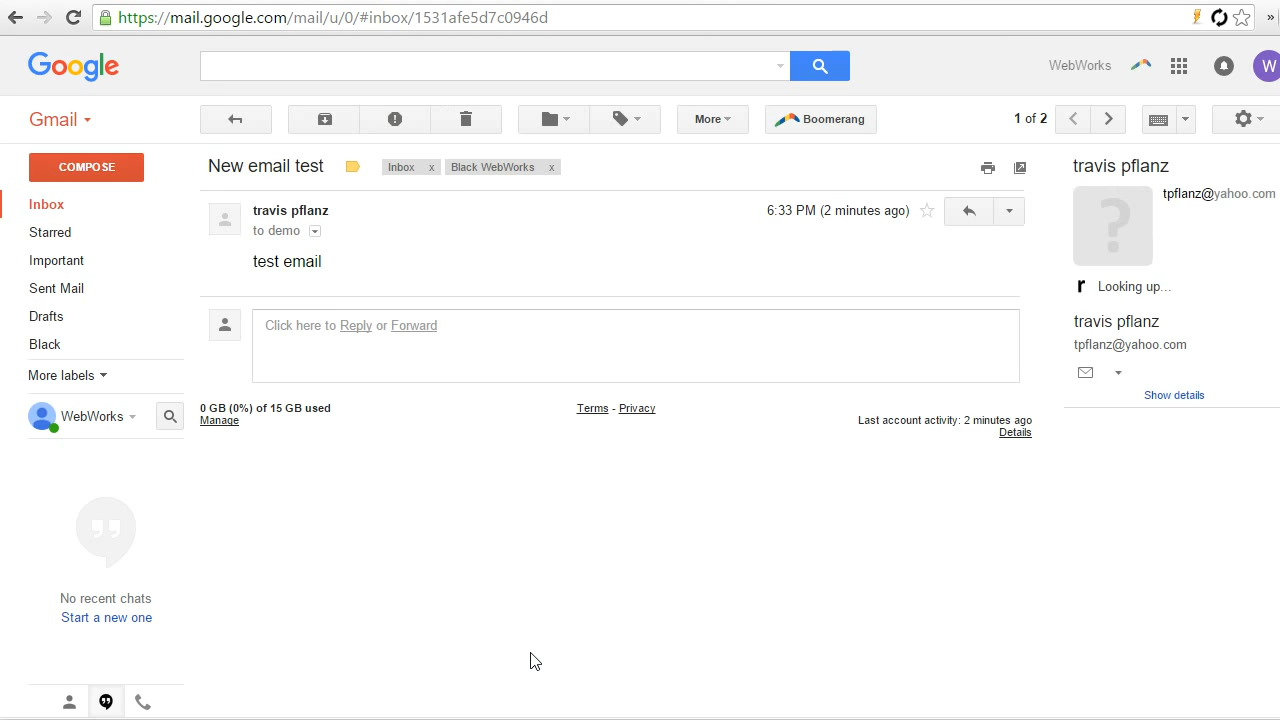 https://mail.google.com/mail/u/0/#inbox/1531afe5d7c0946d
»
Google
WebWorks
W
Gmail
More
Boomerang
1 of 2
COMPOSE
New email test
Inbox x
Black WebWorks x
travis pflanz
Inbox
travis pflanz
6:33 PM (2 minutes ago)
tpflanz@yahoo.com
Starred
to demo
?
Important
test email
Sent Mail
r Looking up...
Drafts
Click here to Reply or Forward
travis pflanz
Black
tpflanz@yahoo.com
More labels
Show details
WebWorks
0 GB (0%) of 15 GB used
Manage
Terms - Privacy
Last account activity: 2 minutes ago
Details
No recent chats
Start a new one